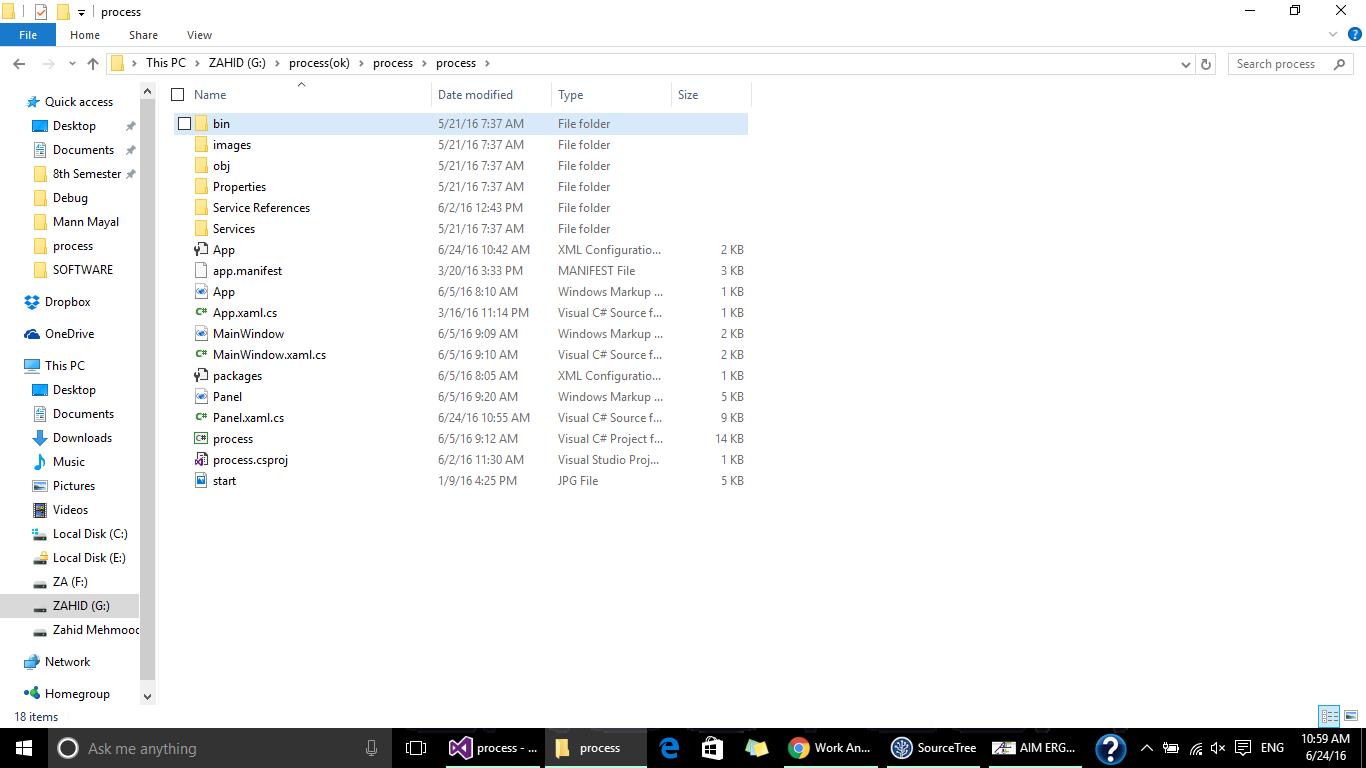 process
File Home Share View
This PC ZAHID (G:) process(ok) process process
Search process
Quick access
Desktop
Documents
8th Semester
Debug
Mann Mayal
process
SOFTWARE
Dropbox
OneDrive
This PC
Desktop
Documents
Downloads
Music
Pictures
Videos
Local Disk (C:)
Local Disk (E:)
ZA (F:)
ZAHID (G:)
Zahid Mehmood
Network
Homegroup
Name Date modified Type Size
bin 5/21/16 7:37 AM File folder
images 5/21/16 7:37 AM File folder
obj 5/21/16 7:37 AM File folder
Properties 5/21/16 7:37 AM File folder
Service References 6/2/16 12:43 PM File folder
Services 5/21/16 7:37 AM File folder
App 6/24/16 10:42 AM XML Configuratio... 2 KB
app.manifest 3/20/16 3:33 PM MANIFEST File 3 KB
App 6/5/16 8:10 AM Windows Markup ... 1 KB
App.xaml.cs 3/16/16 11:14 PM Visual C# Source f... 1 KB
MainWindow 6/5/16 9:09 AM Windows Markup ... 2 KB
MainWindow.xaml.cs 6/5/16 9:10 AM Visual C# Source f... 2 KB
packages 6/5/16 8:05 AM XML Configuratio... 1 KB
Panel 6/5/16 9:20 AM Windows Markup ... 5 KB
Panel.xaml.cs 6/24/16 10:55 AM Visual C# Source f... 9 KB
process 6/5/16 9:12 AM Visual C# Project f... 14 KB
process.csproj 6/2/16 11:30 AM Visual Studio Proj... 1 KB
start 1/9/16 4:25 PM JPG File 5 KB
18 items
Ask me anything
process - ...
process
Work An...
SourceTree
AIM ERG...
ENG
10:59 AM
6/24/16